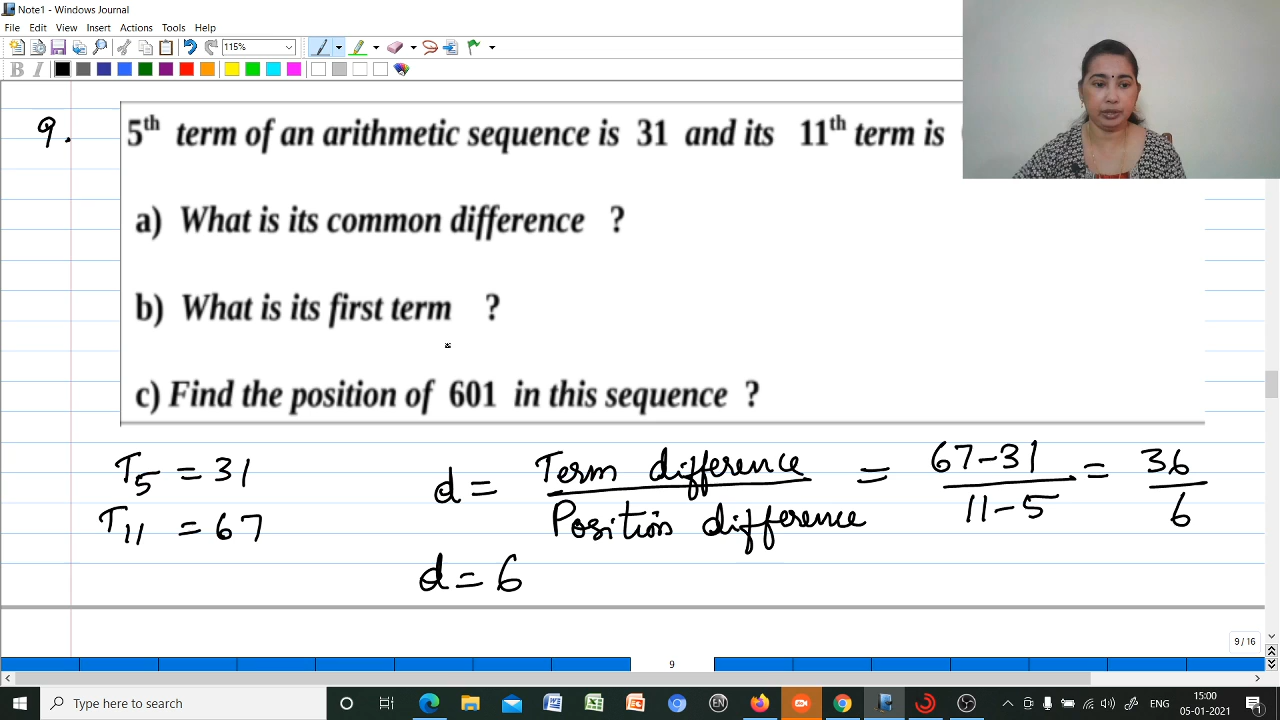 Note1 - Windows Journal
File Edit View Insert Actions Tools Help
115%
B I
9.
5th term of an arithmetic sequence is 31 and its 11th term is
a) What is its common difference ?
b) What is its first term ?
c) Find the position of 601 in this sequence ?
T5 = 31
d = Term difference / Position difference = 67-31 / 11-5 = 36 / 6
T11 = 67
d = 6
9 / 16
9
Type here to search
ENG
15:00
05-01-2021